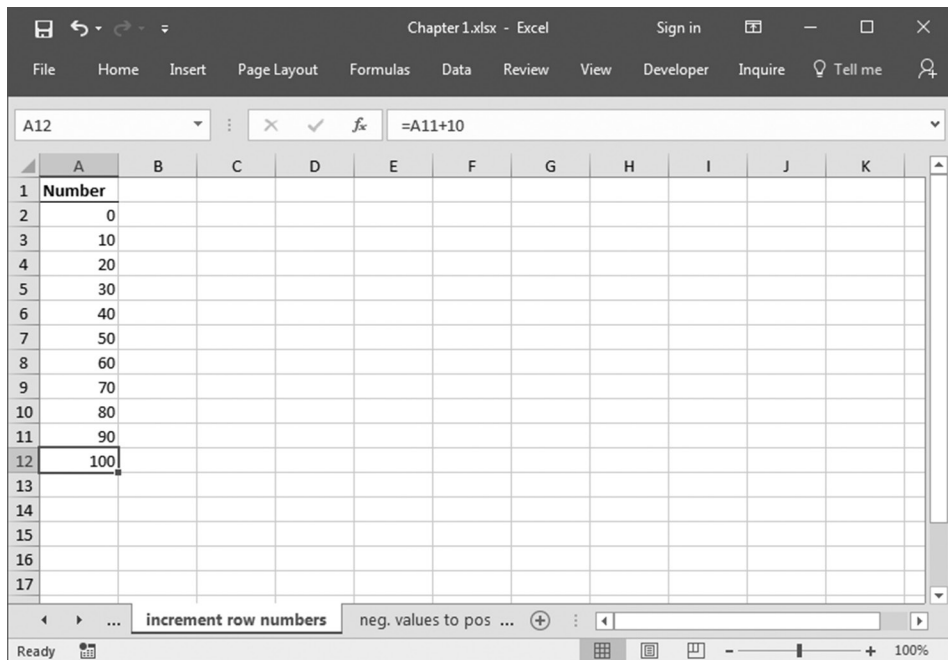 Chapter 1.xlsx - Excel Sign in
File Home Insert Page Layout Formulas Data Review View Developer Inquire Tell me
A12 fx =A11+10
A B C D E F G H I J K
1 Number
2 0
3 10
4 20
5 30
6 40
7 50
8 60
9 70
10 80
11 90
12 100
13
14
15
16
17
... increment row numbers neg. values to pos ...
Ready 100%